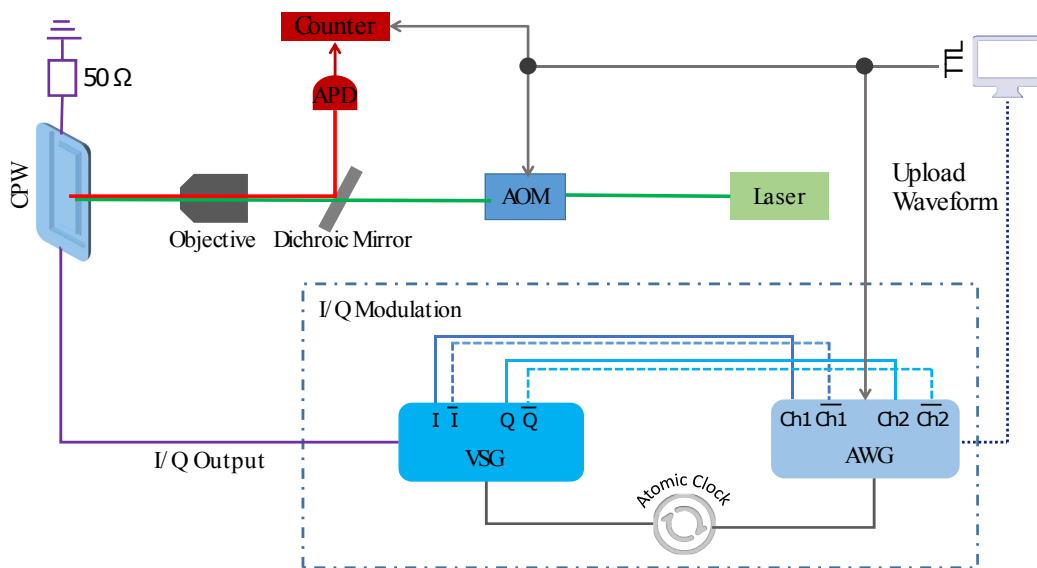 Counter
50 Ω
APD
TTL
CPW
AOM
Laser
Upload
Waveform
Objective
Dichroic Mirror
I/Q Modulation
I I̅ Q Q̅
Ch1 C̅h̅1̅ Ch2 C̅h̅2̅
I/Q Output
VSG
AWG
Atomic Clock